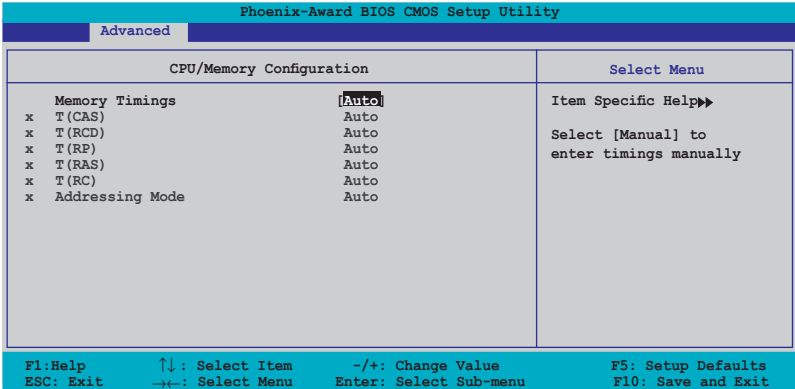 Phoenix-Award BIOS CMOS Setup Utility
Advanced
CPU/Memory Configuration
Select Menu
Memory Timings [Auto]
x T(CAS) Auto
x T(RCD) Auto
x T(RP) Auto
x T(RAS) Auto
x T(RC) Auto
x Addressing Mode Auto
Item Specific Help▶▶
Select [Manual] to
enter timings manually
F1:Help ↑↓: Select Item -/+: Change Value F5: Setup Defaults
ESC: Exit →←: Select Menu Enter: Select Sub-menu F10: Save and Exit